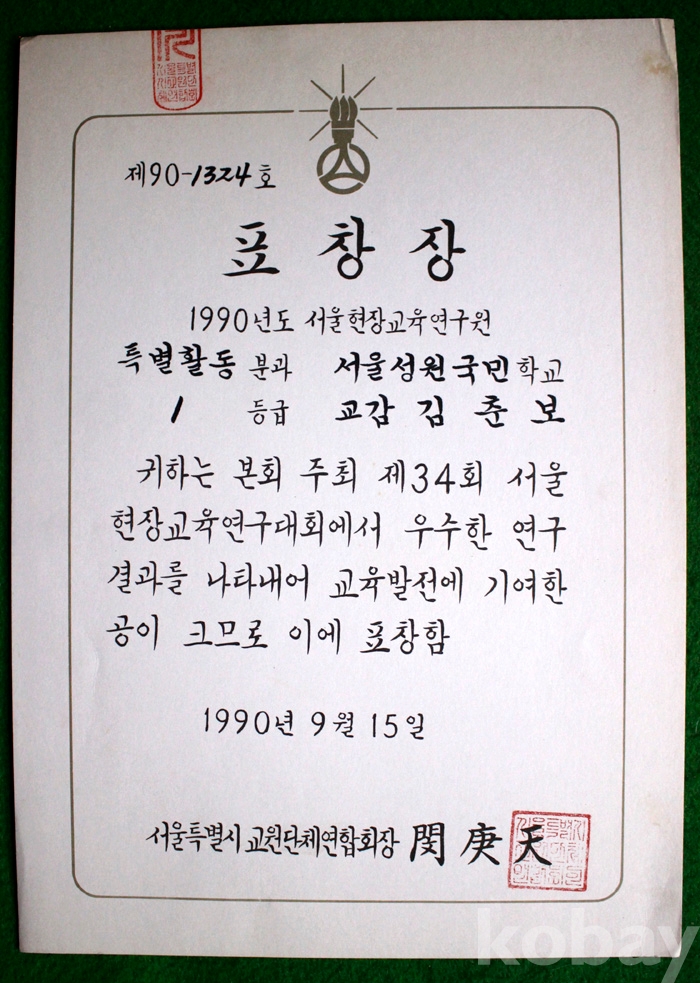 제90-1324호
표창장
1990년도 서울현장교육연구원
특별활동 분과 서울성원국민학교
1 등급 교감 김춘보
귀하는 본회 주최 제34회 서울
현장교육연구대회에서 우수한 연구
결과를 나타내어 교육발전에 기여한
공이 크므로 이에 표창함
1990년 9월 15일
서울특별시 교원단체연합회장 閔庚天
kobay